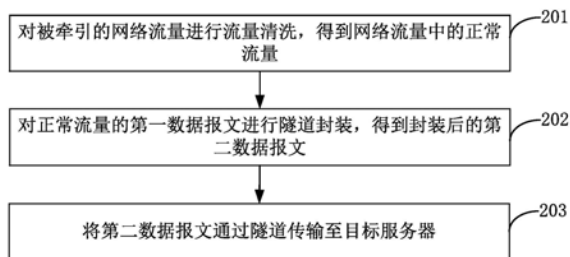 对被牵引的网络流量进行流量清洗，得到网络流量中的正常
流量
201
对正常流量的第一数据报文进行隧道封装，得到封装后的第
二数据报文
202
将第二数据报文通过隧道传输至目标服务器
203